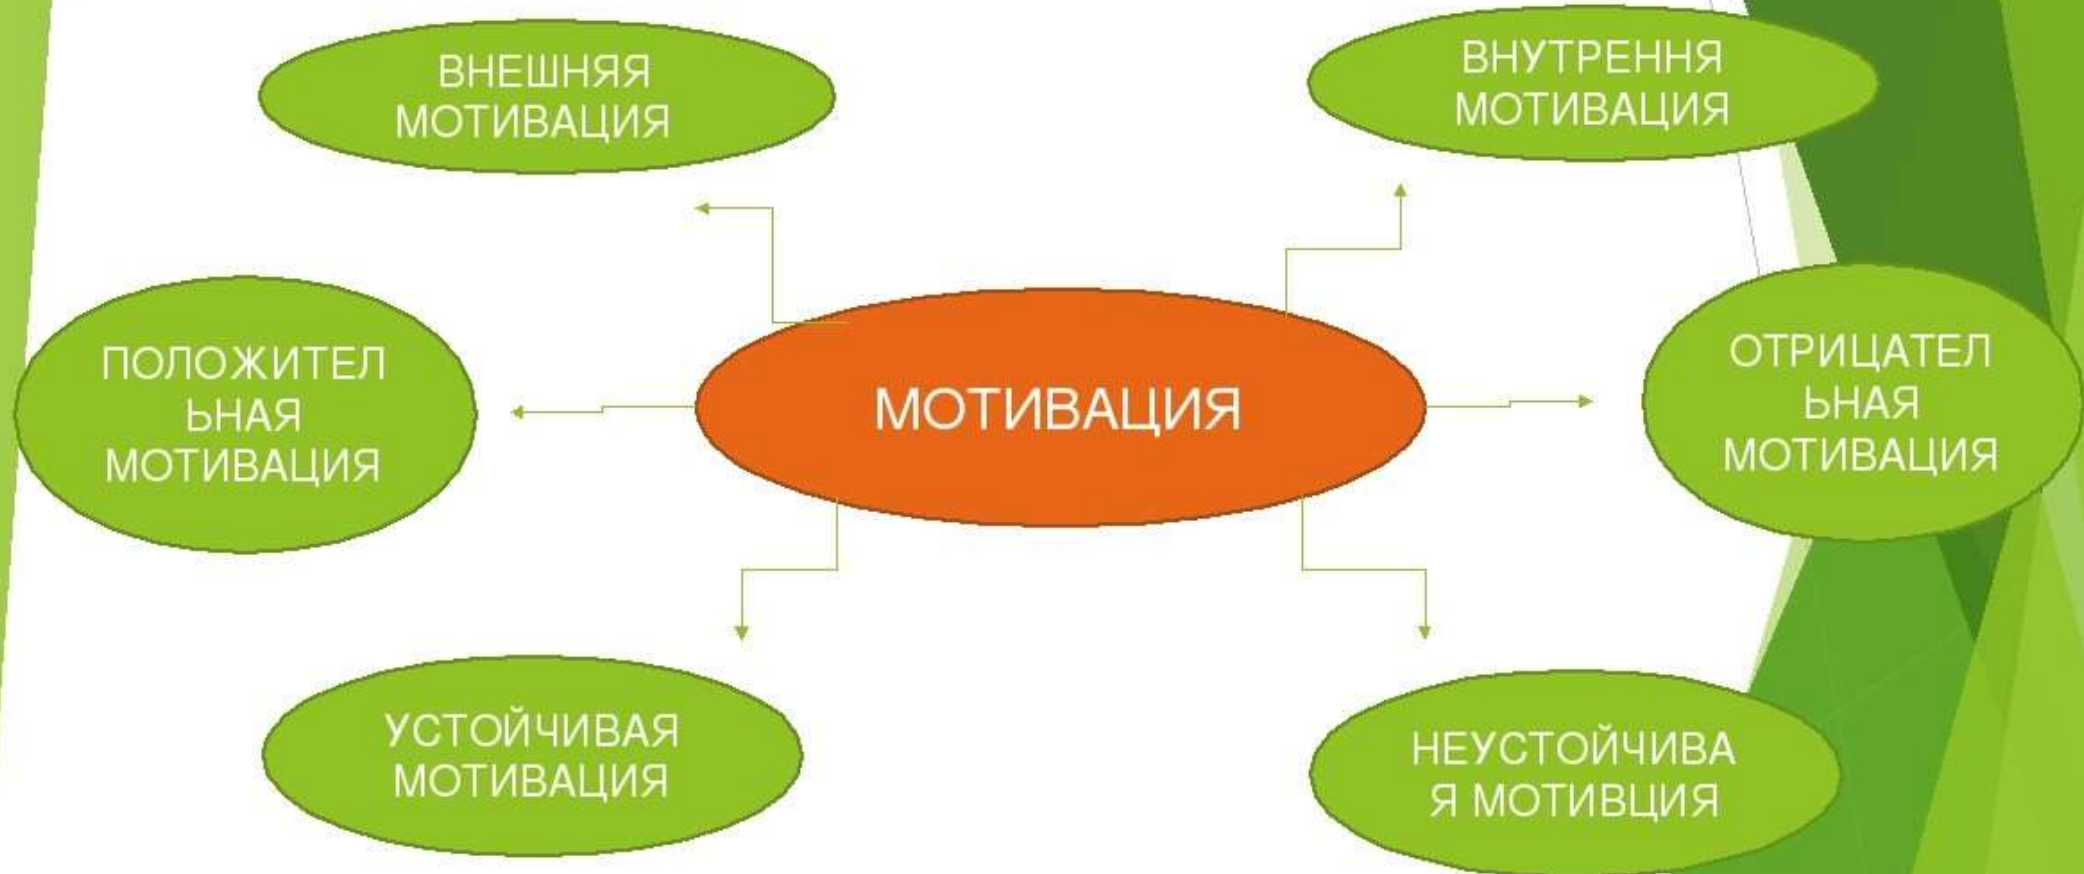 ВНЕШНЯЯ
МОТИВАЦИЯ
ВНУТРЕННЯ
МОТИВАЦИЯ
ПОЛОЖИТЕЛ
ЬНАЯ
МОТИВАЦИЯ
МОТИВАЦИЯ
ОТРИЦАТЕЛ
ЬНАЯ
МОТИВАЦИЯ
УСТОЙЧИВАЯ
МОТИВАЦИЯ
НЕУСТОЙЧИВА
Я МОТИВЦИЯ